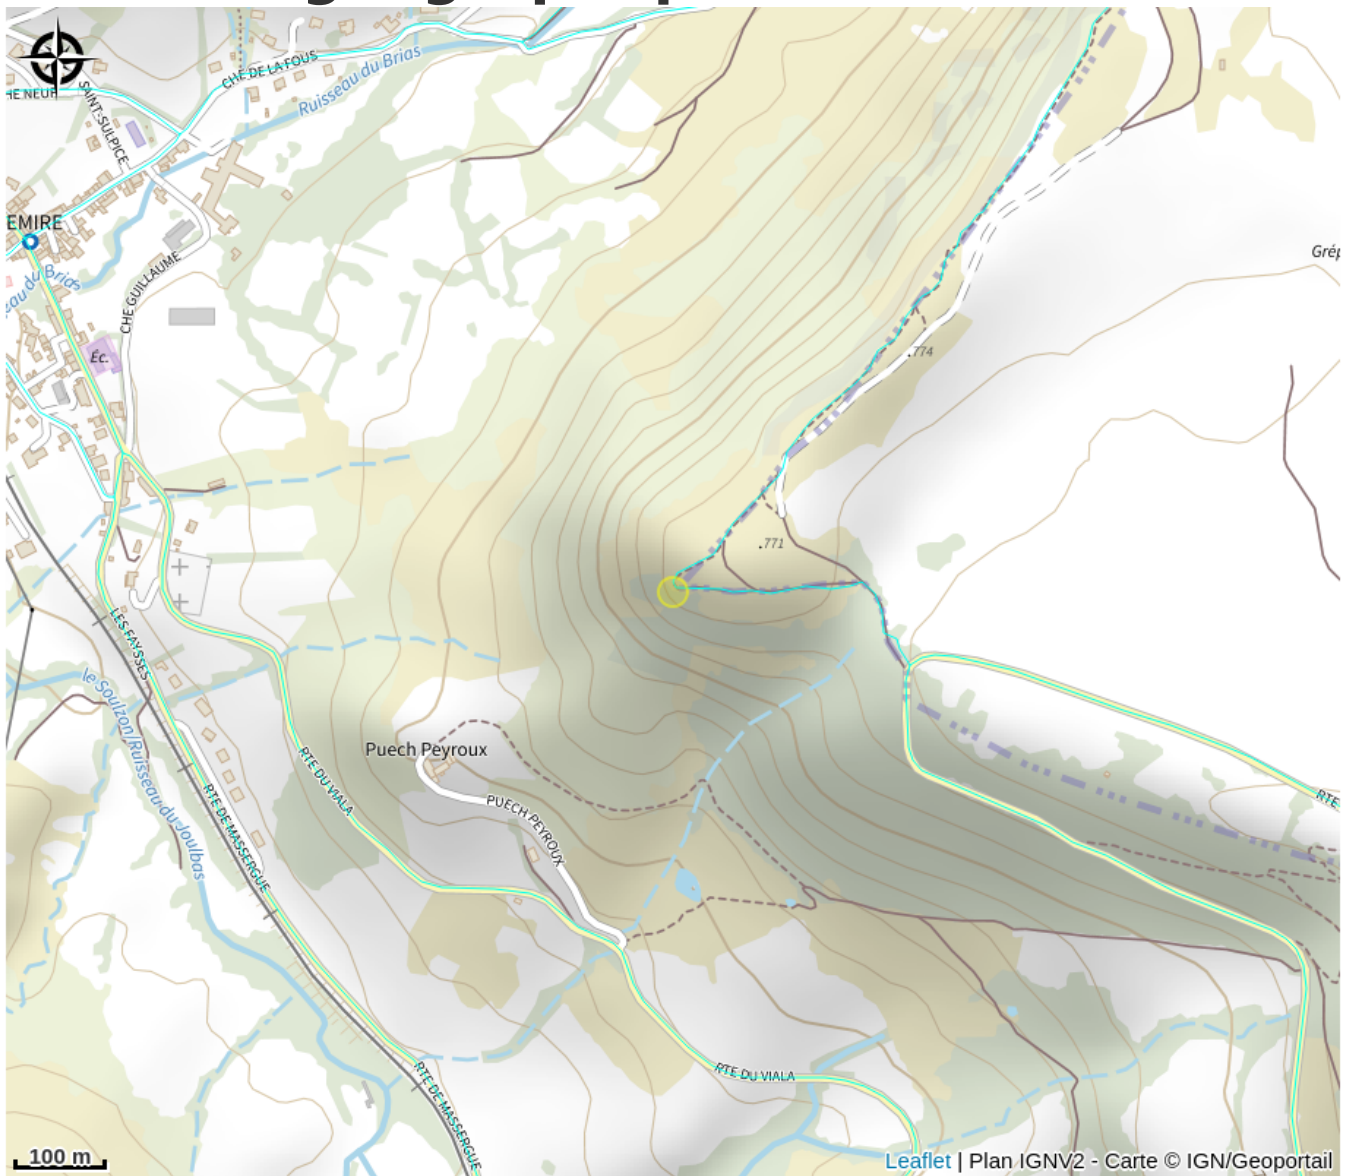 CHE DE LA FOUS
Ruisseau du Brias
HE NEUF
SAINT-SULPICE
EMIRE
eau du Brias
CHE GUILLAUME
Grép
Éc.
774
771
LES FAYSSES
le Soulzon/Ruisseau du Joulbas
Puech Peyroux
RTE DU VIALA
PUECH PEYROUX
RTE DE MASSERGUE
RTE
RTE DU VIALA
RTE DE MASSERGUE
100 m
Leaflet | Plan IGNV2 - Carte © IGN/Geoportail